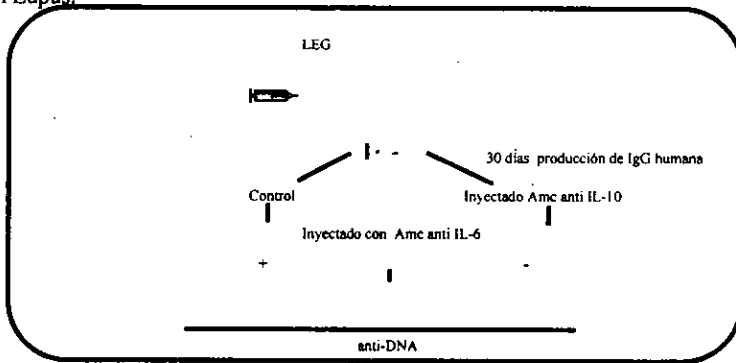 Lupus.
LEG
30 días producción de IgG humana
Control
Inyectado Amc anti IL-10
Inyectado con Amc anti IL-6
+
-
anti-DNA